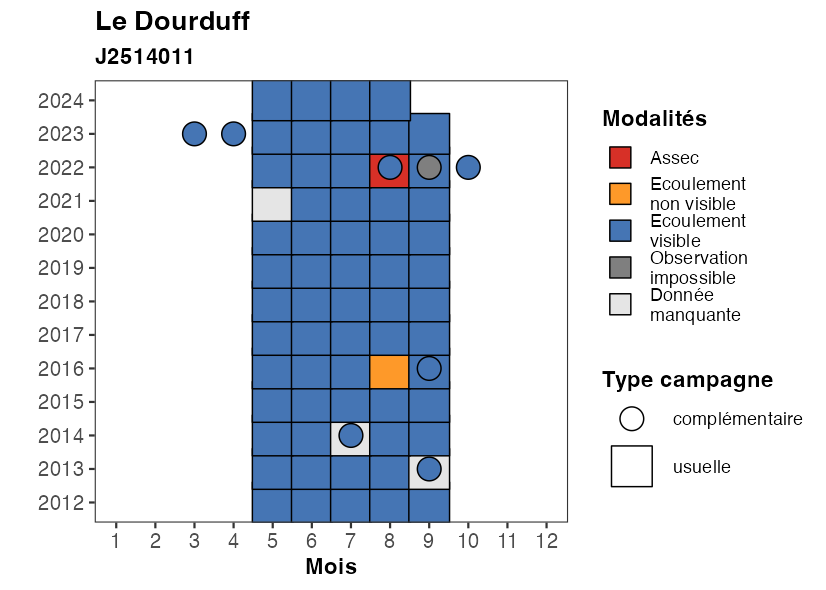 Le Dourduff
J2514011
2024
2023
2022
2021
2020
2019
2018
2017
2016
2015
2014
2013
2012
1 2 3 4 5 6 7 8 9 10 11 12
Mois
Modalités
Assec
Ecoulement
non visible
Ecoulement
visible
Observation
impossible
Donnée
manquante
Type campagne
complémentaire
usuelle